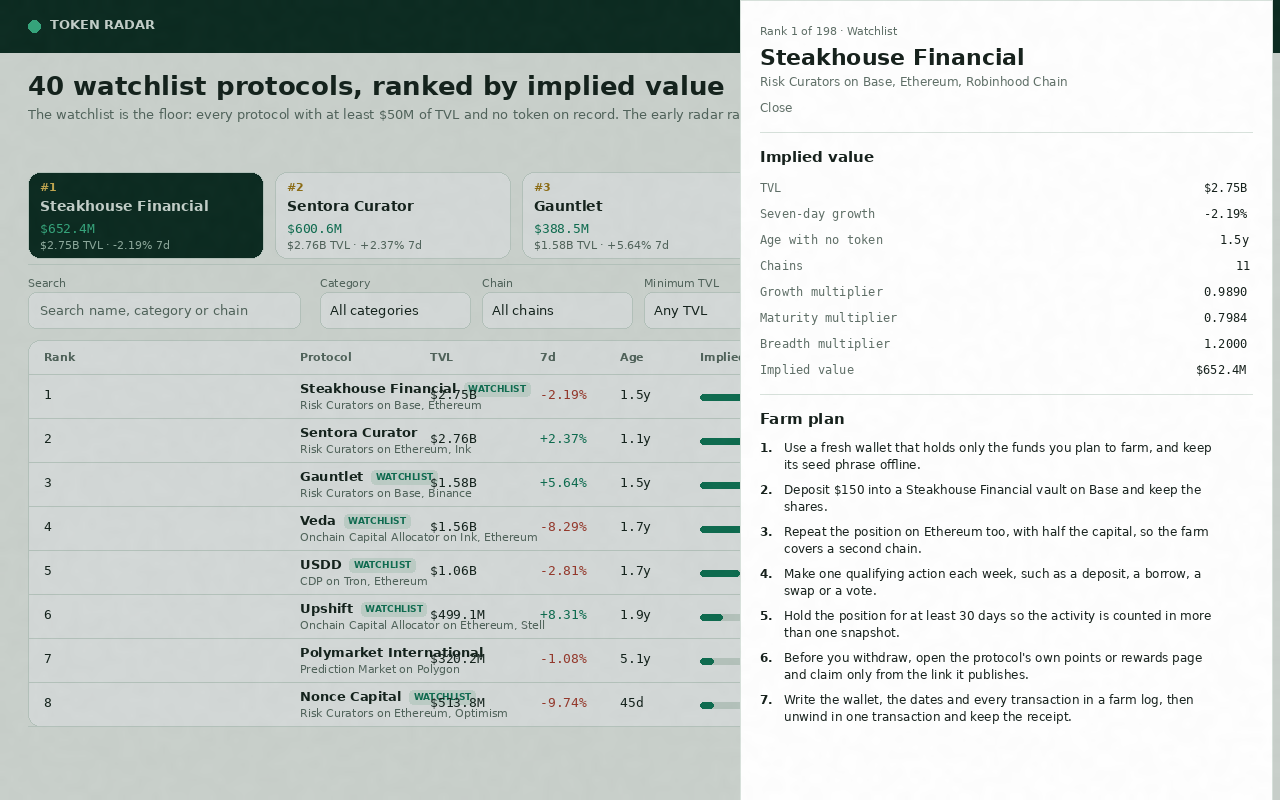 TOKEN RADAR
40 watchlist protocols, ranked by implied value
The watchlist is the floor: every protocol with at least $50M of TVL and no token on record. The early radar ra
#1
Steakhouse Financial
$652.4M
$2.75B TVL · -2.19% 7d
#2
Sentora Curator
$600.6M
$2.76B TVL · +2.37% 7d
#3
Gauntlet
$388.5M
$1.58B TVL · +5.64% 7d
Search
Search name, category or chain
Category
All categories
Chain
All chains
Minimum TVL
Any TVL
Rank Protocol TVL 7d Age Implied
1 Steakhouse Financial WATCHLIST $2.75B -2.19% 1.5y
Risk Curators on Base, Ethereum
2 Sentora Curator $2.76B +2.37% 1.1y
Risk Curators on Ethereum, Ink
3 Gauntlet WATCHLIST $1.58B +5.64% 1.5y
Risk Curators on Base, Binance
4 Veda WATCHLIST $1.56B -8.29% 1.7y
Onchain Capital Allocator on Ink, Ethereum
5 USDD WATCHLIST $1.06B -2.81% 1.7y
CDP on Tron, Ethereum
6 Upshift WATCHLIST $499.1M +8.31% 1.9y
Onchain Capital Allocator on Ethereum, Stell
7 Polymarket International $320.2M -1.08% 5.1y
Prediction Market on Polygon
8 Nonce Capital WATCHLIST $513.8M -9.74% 45d
Risk Curators on Ethereum, Optimism
Rank 1 of 198 · Watchlist
Steakhouse Financial
Risk Curators on Base, Ethereum, Robinhood Chain
Close
Implied value
TVL $2.75B
Seven-day growth -2.19%
Age with no token 1.5y
Chains 11
Growth multiplier 0.9890
Maturity multiplier 0.7984
Breadth multiplier 1.2000
Implied value $652.4M
Farm plan
1. Use a fresh wallet that holds only the funds you plan to farm, and keep
its seed phrase offline.
2. Deposit $150 into a Steakhouse Financial vault on Base and keep the
shares.
3. Repeat the position on Ethereum too, with half the capital, so the farm
covers a second chain.
4. Make one qualifying action each week, such as a deposit, a borrow, a
swap or a vote.
5. Hold the position for at least 30 days so the activity is counted in more
than one snapshot.
6. Before you withdraw, open the protocol's own points or rewards page
and claim only from the link it publishes.
7. Write the wallet, the dates and every transaction in a farm log, then
unwind in one transaction and keep the receipt.